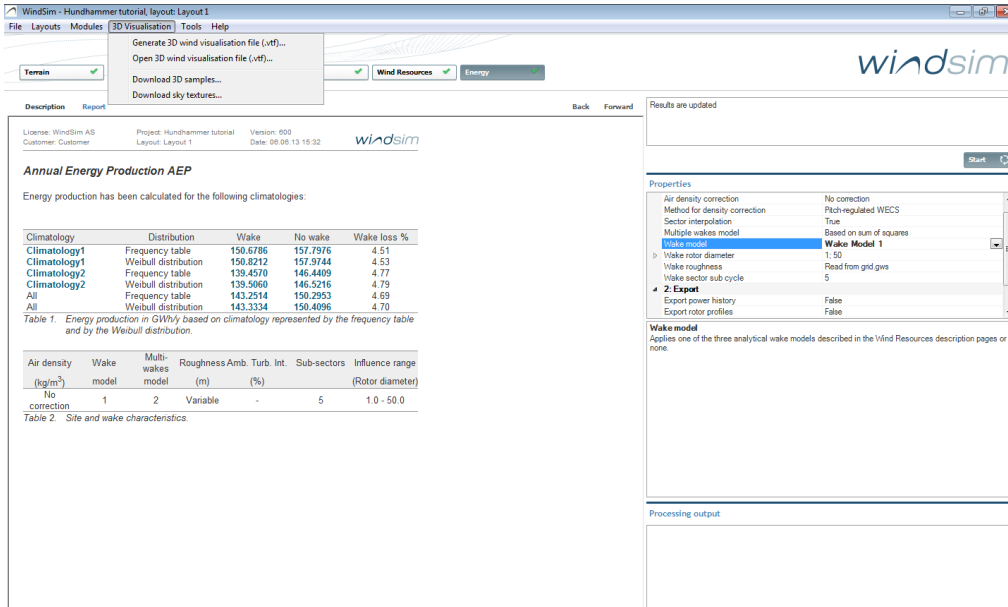 WindSim - Hundhammer tutorial, layout: Layout 1
File Layouts Modules 3D Visualisation Tools Help
Generate 3D wind visualisation file (.vtf)...
Open 3D wind visualisation file (.vtf)...
Download 3D samples...
Download sky textures...
Terrain
Wind Resources
Energy
windsim
Description Report
Back Forward
License: WindSim AS Project: Hundhammer tutorial Version: 600
Customer: Customer Layout: Layout 1 Date: 06.06.13 15:32
windsim
Annual Energy Production AEP
Energy production has been calculated for the following climatologies:
Climatology Distribution Wake No wake Wake loss %
Climatology1 Frequency table 150.6786 157.7976 4.51
Climatology1 Weibull distribution 150.8212 157.9744 4.53
Climatology2 Frequency table 139.4570 146.4409 4.77
Climatology2 Weibull distribution 139.5060 146.5216 4.79
All Frequency table 143.2514 150.2953 4.69
All Weibull distribution 143.3334 150.4096 4.70
Table 1. Energy production in GWh/y based on climatology represented by the frequency table
and by the Weibull distribution.
Air density Wake Multi-wakes Roughness Amb. Turb. Int. Sub-sectors Influence range
(kg/m3) model model (m) (%) (Rotor diameter)
No correction 1 2 Variable - 5 1.0 - 50.0
Table 2. Site and wake characteristics.
Results are updated
Start
Properties
Air density correction No correction
Method for density correction Pitch-regulated WECS
Sector interpolation True
Multiple wakes model Based on sum of squares
Wake model Wake Model 1
Wake rotor diameter 1; 50
Wake roughness Read from grid.gws
Wake sector sub cycle 5
2: Export
Export power history False
Export rotor profiles False
Wake model
Applies one of the three analytical wake models described in the Wind Resources description pages or
none.
Processing output